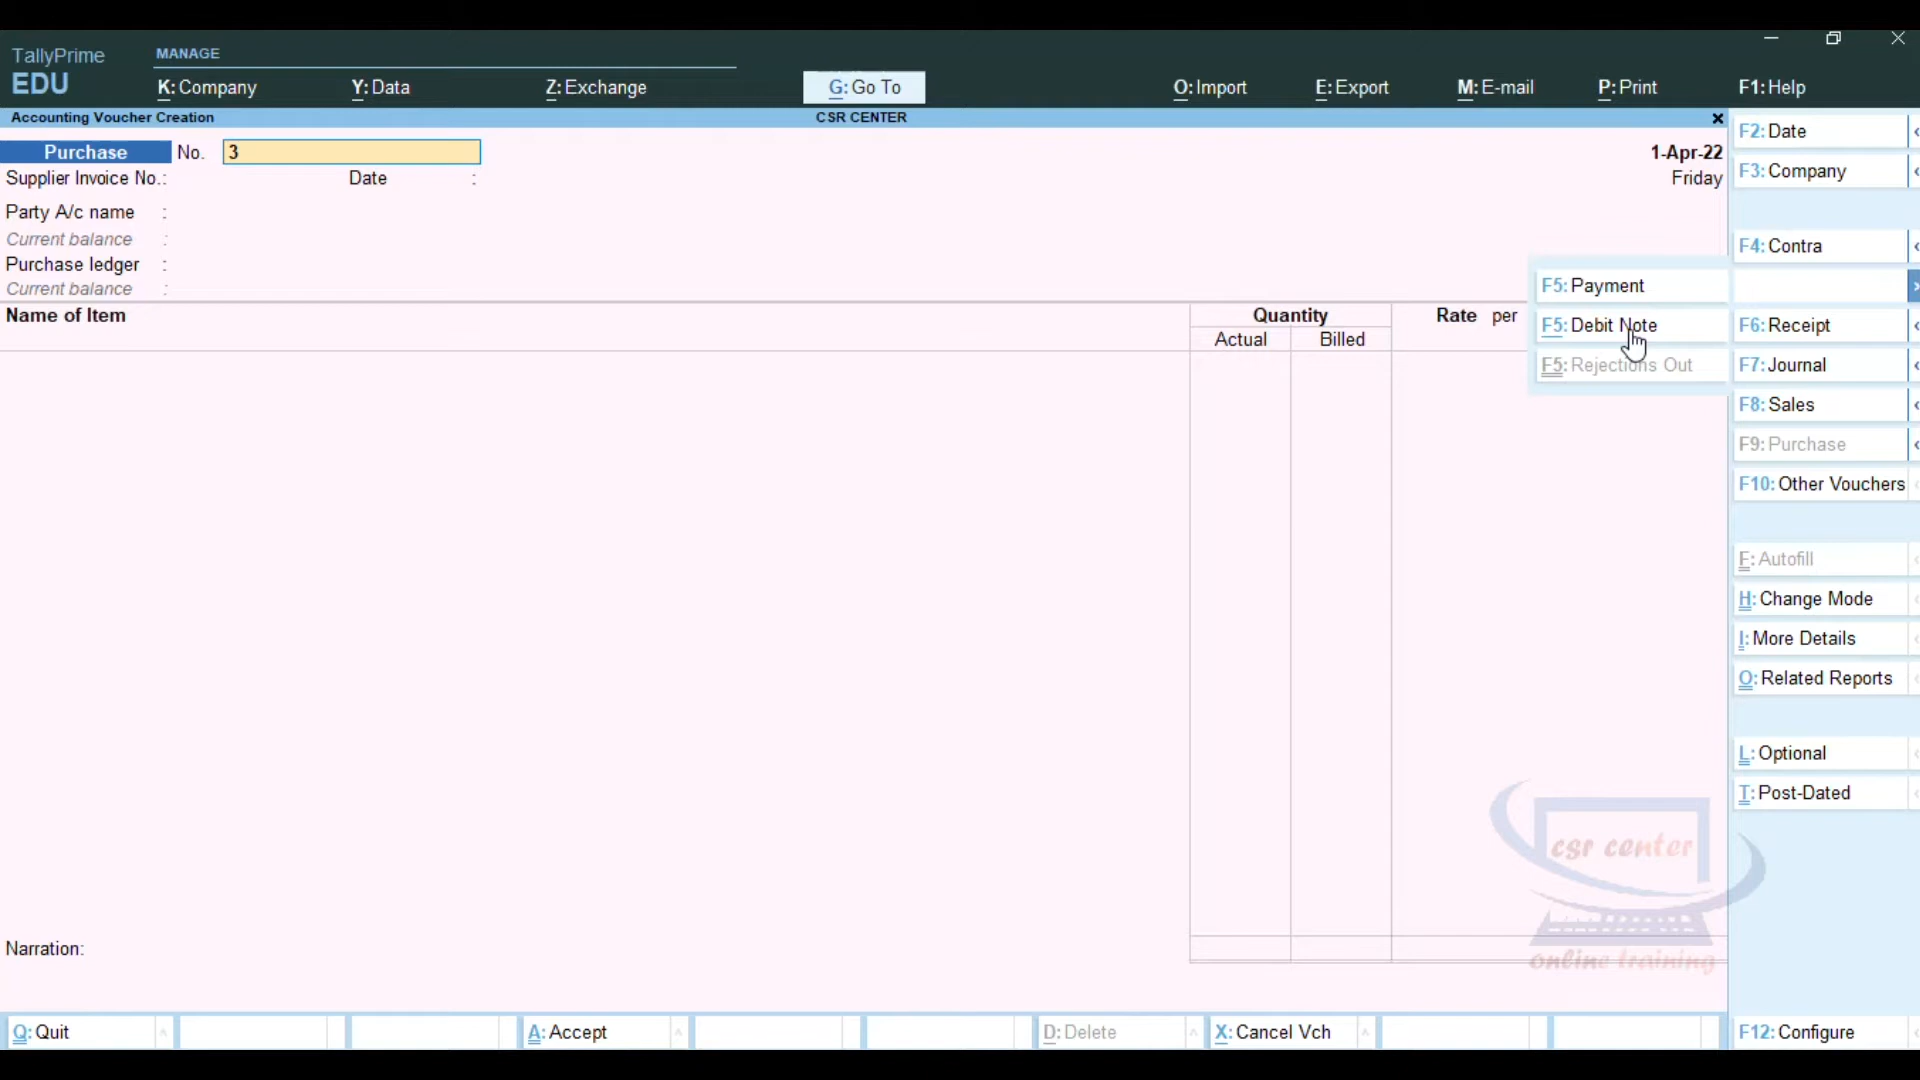 TallyPrime
EDU
MANAGE
K: Company
Y: Data
Z: Exchange
G: Go To
O: Import
E: Export
M: E-mail
P: Print
F1: Help
Accounting Voucher Creation
CSR CENTER
Purchase No. 3
1-Apr-22
Supplier Invoice No.: Date :
Friday
Party A/c name :
Current balance :
Purchase ledger :
Current balance :
Name of Item
Quantity
Rate per
Actual Billed
F5: Payment
F5: Debit Note
F5: Rejections Out
F2: Date
F3: Company
F4: Contra
F6: Receipt
F7: Journal
F8: Sales
F9: Purchase
F10: Other Vouchers
F: Autofill
H: Change Mode
I: More Details
O: Related Reports
L: Optional
T: Post-Dated
csr center
online training
Narration:
Q: Quit
A: Accept
D: Delete
X: Cancel Vch
F12: Configure